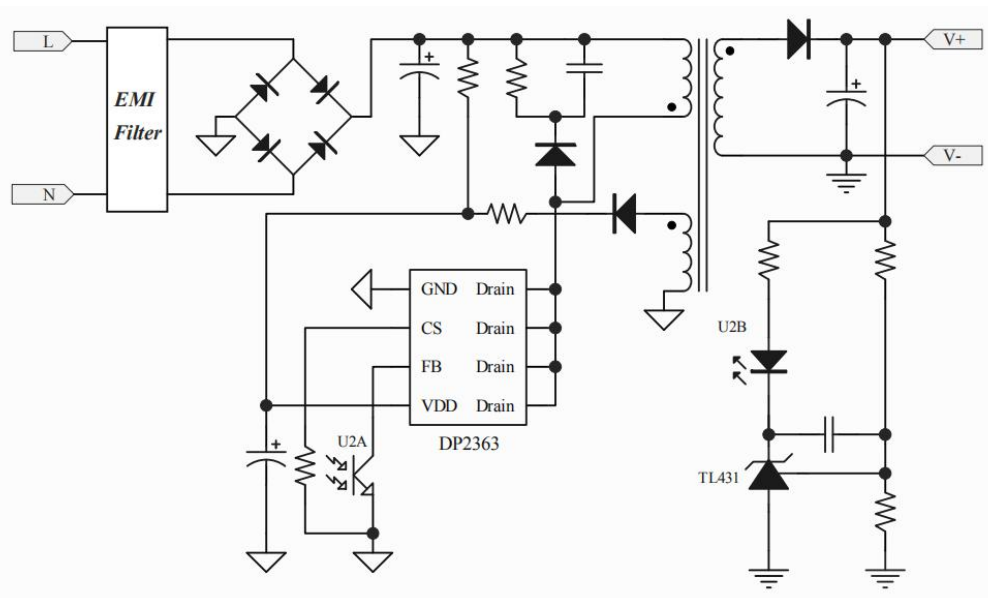 L
V+
EMI
Filter
V-
N
GND Drain
CS Drain
U2B
FB Drain
VDD Drain
U2A
DP2363
TL431